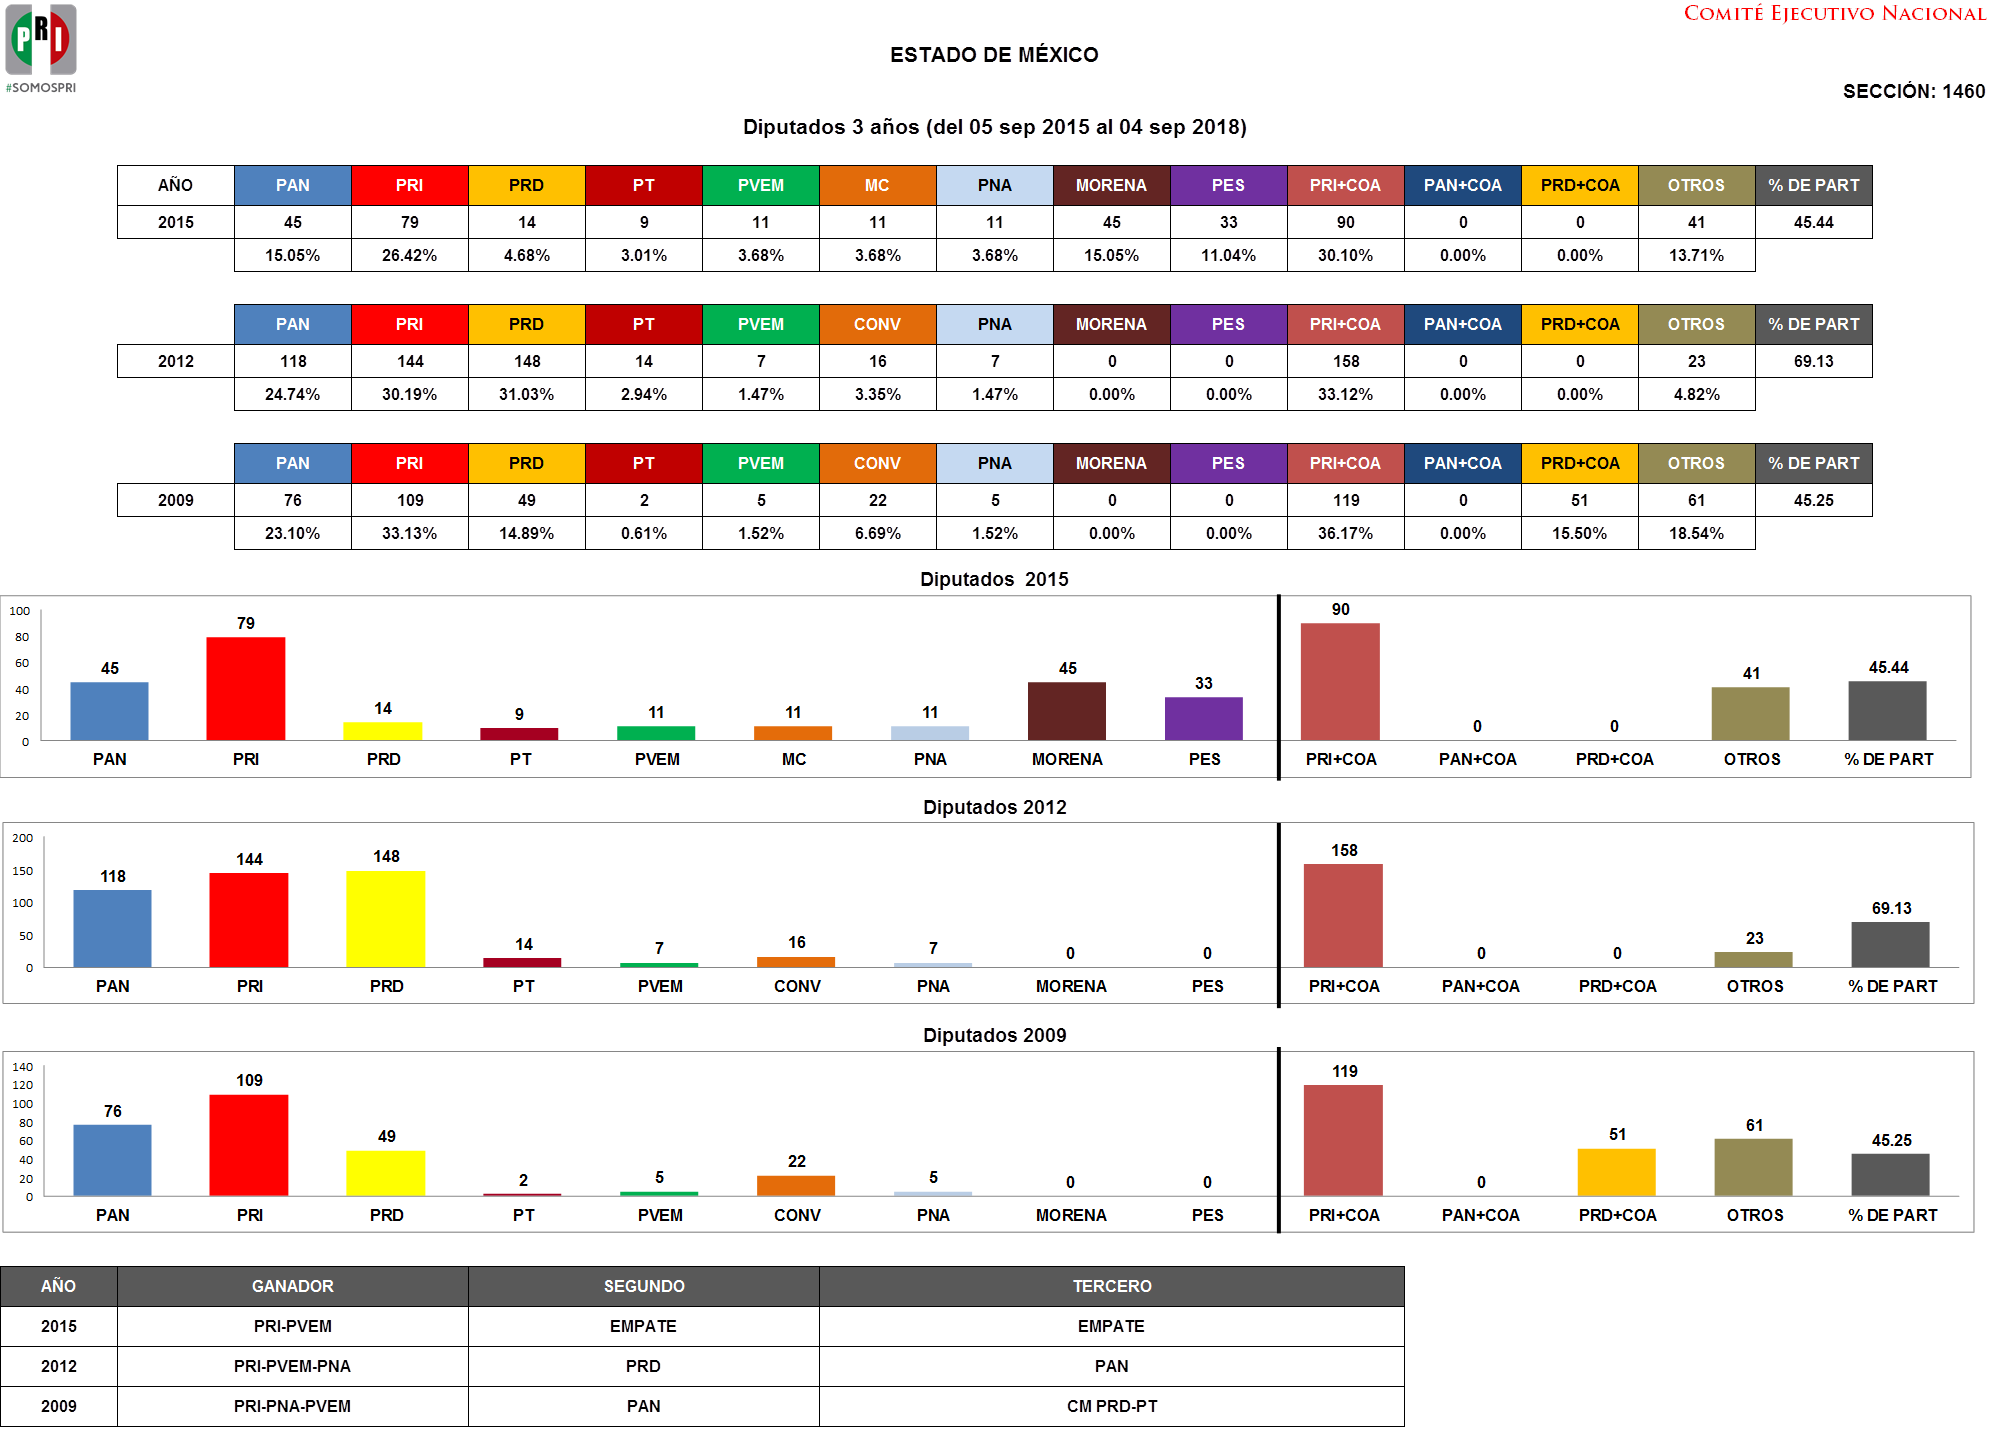 PRI
#SOMOSPRI
COMITÉ EJECUTIVO NACIONAL
ESTADO DE MÉXICO
SECCIÓN: 1460
Diputados 3 años (del 05 sep 2015 al 04 sep 2018)
AÑO PAN PRI PRD PT PVEM MC PNA MORENA PES PRI+COA PAN+COA PRD+COA OTROS % DE PART
2015 45 79 14 9 11 11 11 45 33 90 0 0 41 45.44
15.05% 26.42% 4.68% 3.01% 3.68% 3.68% 3.68% 15.05% 11.04% 30.10% 0.00% 0.00% 13.71%
PAN PRI PRD PT PVEM CONV PNA MORENA PES PRI+COA PAN+COA PRD+COA OTROS % DE PART
2012 118 144 148 14 7 16 7 0 0 158 0 0 23 69.13
24.74% 30.19% 31.03% 2.94% 1.47% 3.35% 1.47% 0.00% 0.00% 33.12% 0.00% 0.00% 4.82%
PAN PRI PRD PT PVEM CONV PNA MORENA PES PRI+COA PAN+COA PRD+COA OTROS % DE PART
2009 76 109 49 2 5 22 5 0 0 119 0 51 61 45.25
23.10% 33.13% 14.89% 0.61% 1.52% 6.69% 1.52% 0.00% 0.00% 36.17% 0.00% 15.50% 18.54%
Diputados 2015
100
80
60
40
20
0
45 79 14 9 11 11 11 45 33 90 0 0 41 45.44
PAN PRI PRD PT PVEM MC PNA MORENA PES PRI+COA PAN+COA PRD+COA OTROS % DE PART
Diputados 2012
200
150
100
50
0
118 144 148 14 7 16 7 0 0 158 0 0 23 69.13
PAN PRI PRD PT PVEM CONV PNA MORENA PES PRI+COA PAN+COA PRD+COA OTROS % DE PART
Diputados 2009
140
120
100
80
60
40
20
0
76 109 49 2 5 22 5 0 0 119 0 51 61 45.25
PAN PRI PRD PT PVEM CONV PNA MORENA PES PRI+COA PAN+COA PRD+COA OTROS % DE PART
AÑO GANADOR SEGUNDO TERCERO
2015 PRI-PVEM EMPATE EMPATE
2012 PRI-PVEM-PNA PRD PAN
2009 PRI-PNA-PVEM PAN CM PRD-PT